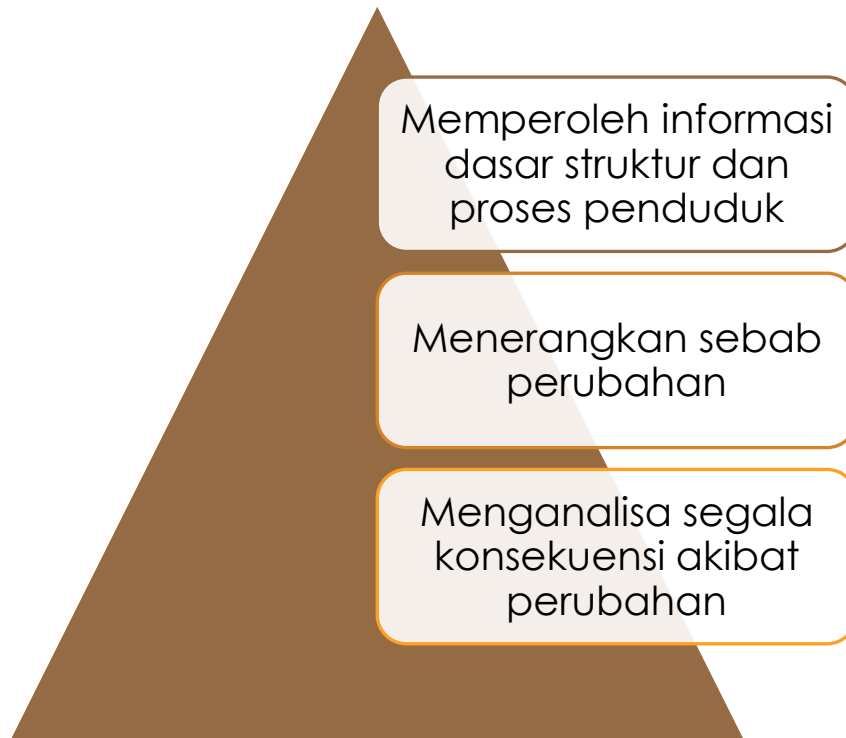 Memperoleh informasi
dasar struktur dan
proses penduduk
Menerangkan sebab
perubahan
Menganalisa segala
konsekuensi akibat
perubahan